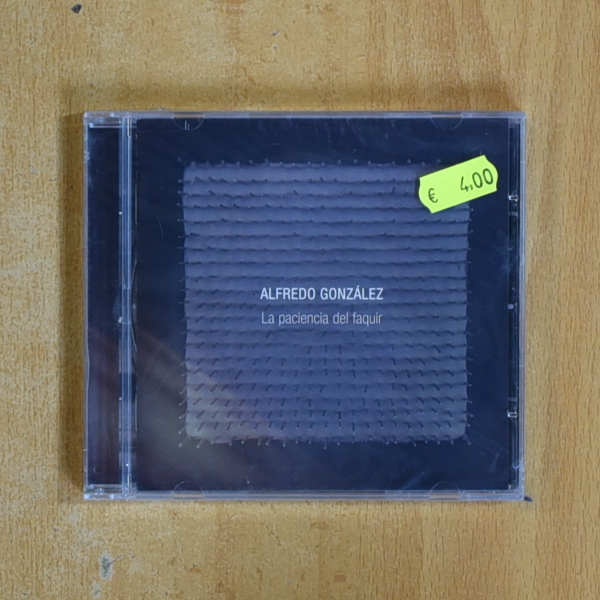 € 4,00
ALFREDO GONZÁLEZ
La paciencia del faquir